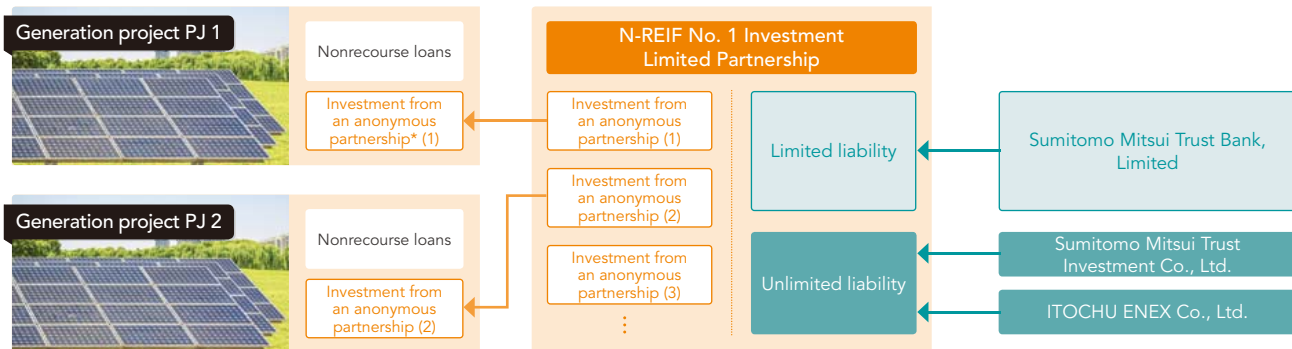 Generation project PJ 1
Nonrecourse loans
Investment from
an anonymous
partnership* (1)
Generation project PJ 2
Nonrecourse loans
Investment from
an anonymous
partnership (2)
N-REIF No. 1 Investment
Limited Partnership
Investment from
an anonymous
partnership (1)
Investment from
an anonymous
partnership (2)
Investment from
an anonymous
partnership (3)
⋮
Limited liability
Unlimited liability
Sumitomo Mitsui Trust Bank,
Limited
Sumitomo Mitsui Trust
Investment Co., Ltd.
ITOCHU ENEX Co., Ltd.